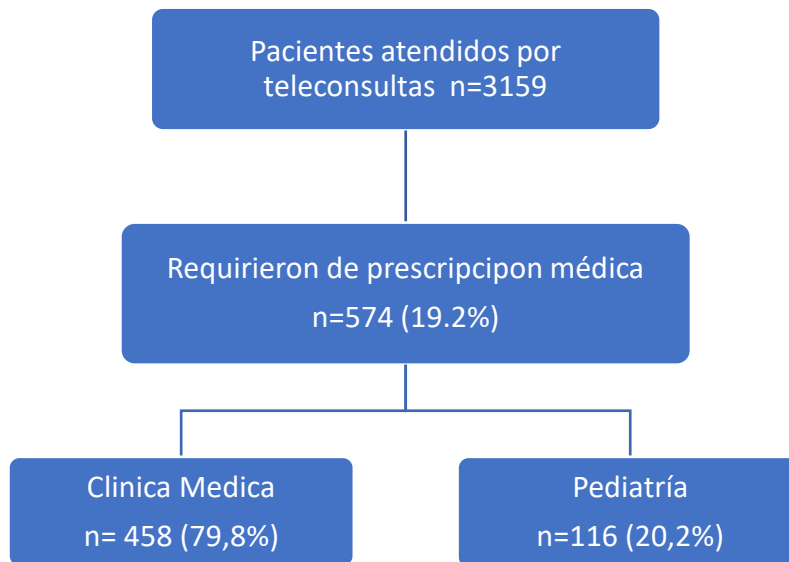 Pacientes atendidos por
teleconsultas  n=3159
Requirieron de prescripcipon médica
n=574 (19.2%)
Clinica Medica
n= 458 (79,8%)
Pediatría
n=116 (20,2%)